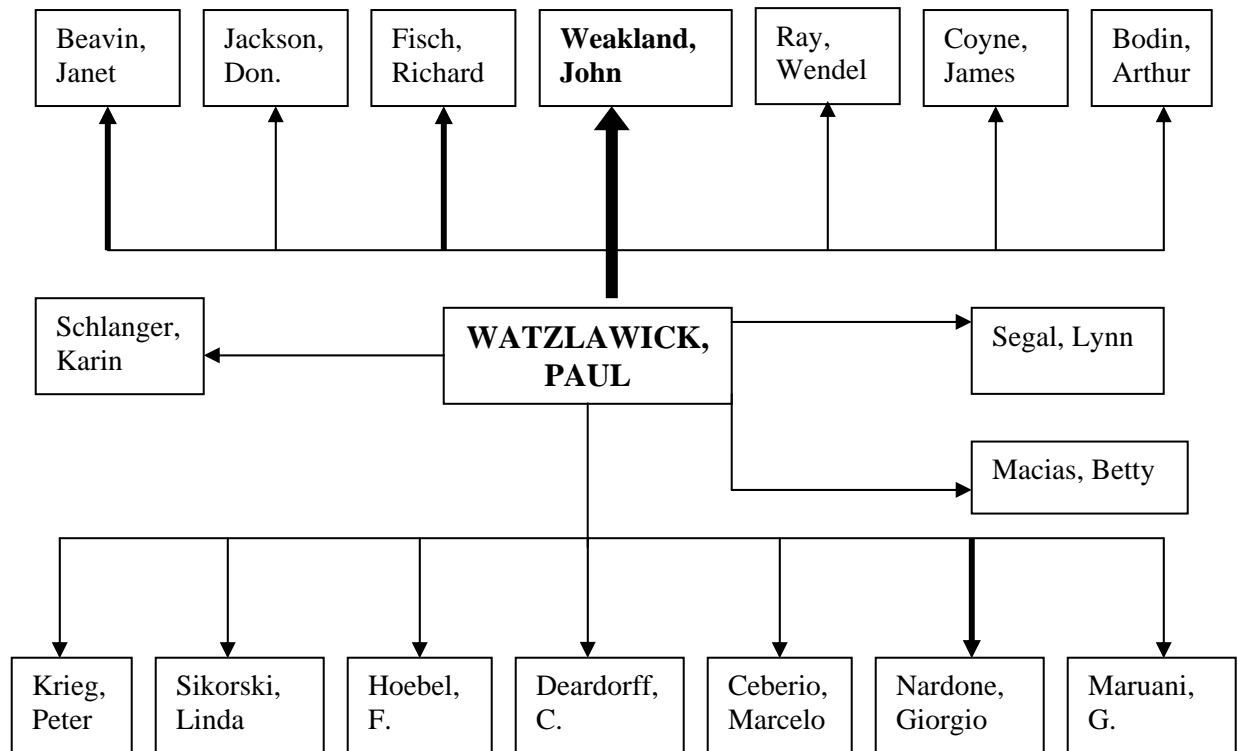 Beavin,
Janet
Jackson,
Don.
Fisch,
Richard
Weakland,
John
Ray,
Wendel
Coyne,
James
Bodin,
Arthur
Schlanger,
Karin
WATZLAWICK,
PAUL
Segal, Lynn
Macias, Betty
Krieg,
Peter
Sikorski,
Linda
Hoebel,
F.
Deardorff,
C.
Ceberio,
Marcelo
Nardone,
Giorgio
Maruani,
G.